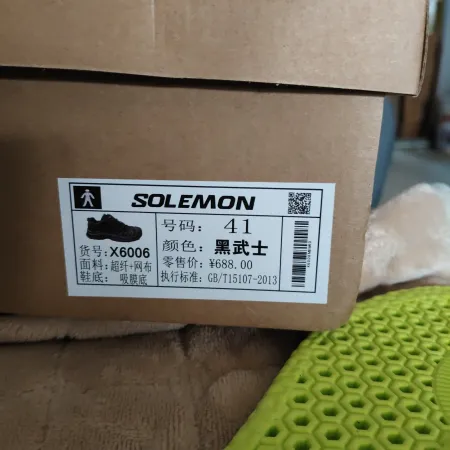 SOLEMON
号码: 41
颜色: 黑武士
货号: X6006
零售价: ¥688.00
面料: 超纤+网布
执行标准: GB/T15107-2013
鞋底: 吸膜底